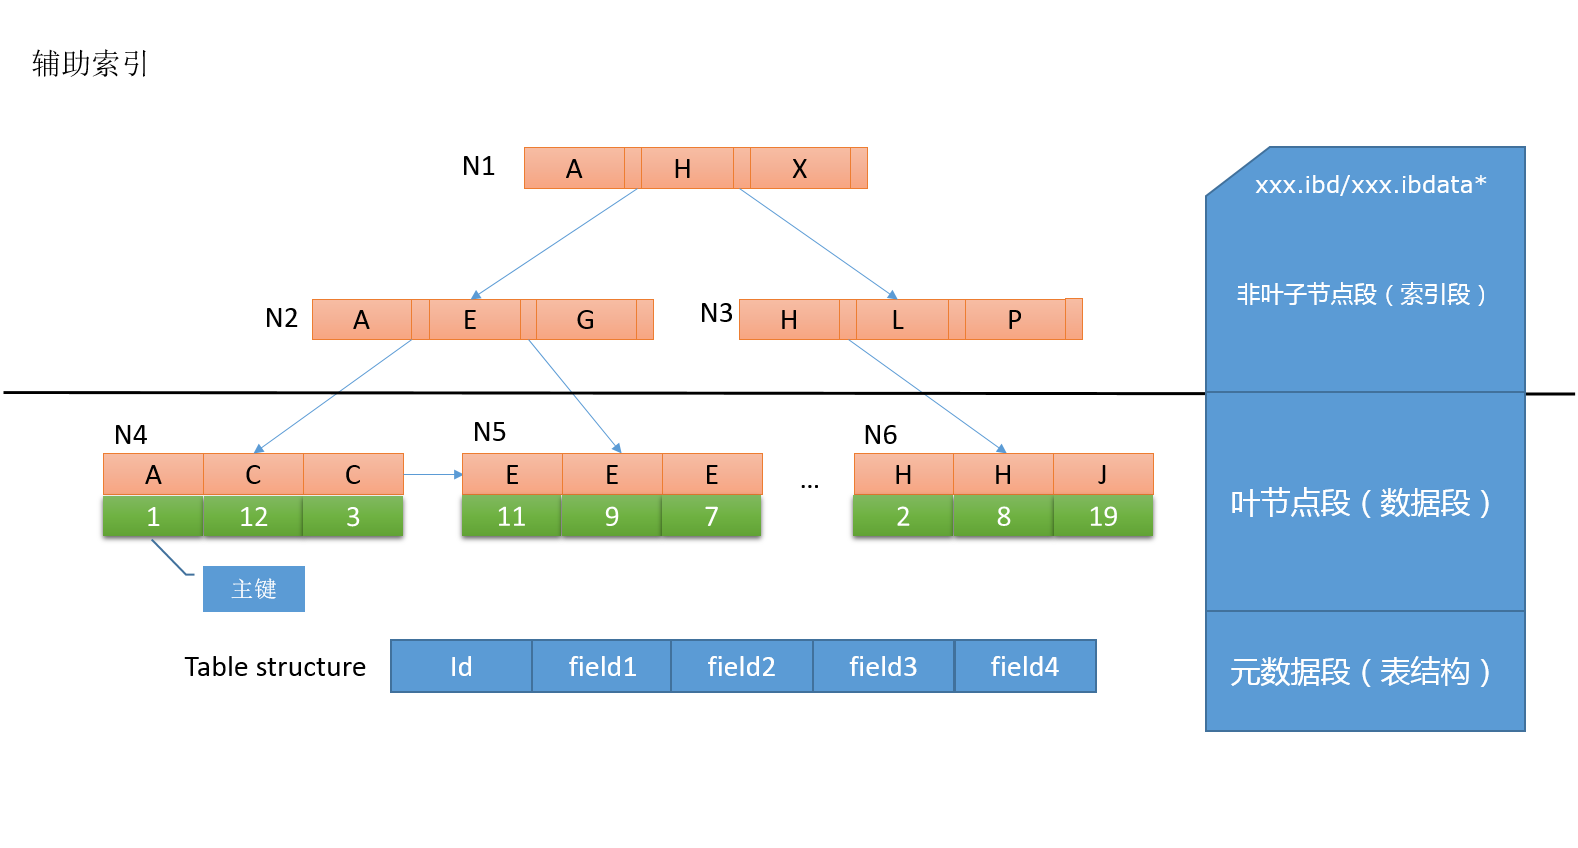 辅助索引
N1 A H X
N2 A E G
N3 H L P
N4
A C C
1 12 3
N5
E E E
11 9 7
...
N6
H H J
2 8 19
主键
Table structure Id field1 field2 field3 field4
xxx.ibd/xxx.ibdata*
非叶子节点段（索引段）
叶节点段（数据段）
元数据段（表结构）